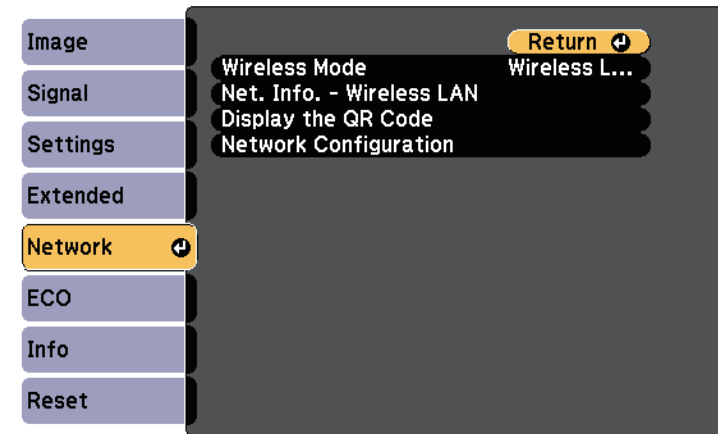 Image
Signal
Settings
Extended
Network
ECO
Info
Reset
Return
Wireless Mode Wireless L...
Net. Info. - Wireless LAN
Display the QR Code
Network Configuration